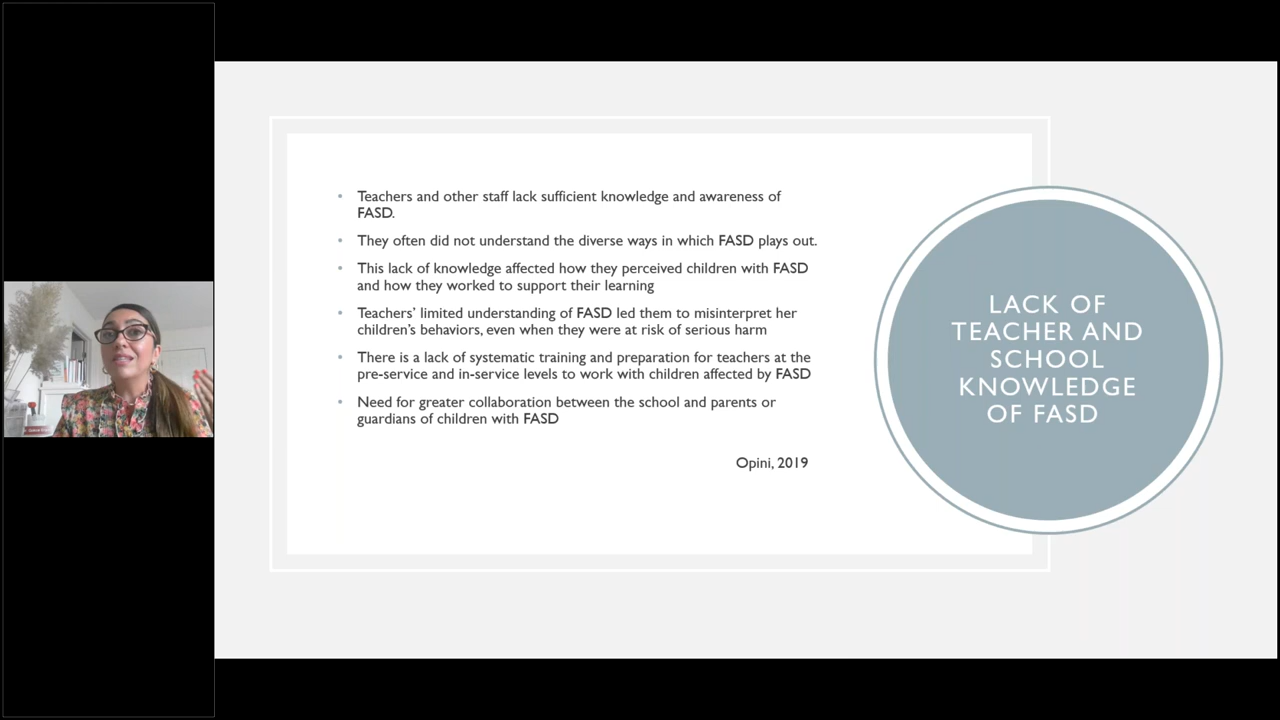 Teachers and other staff lack sufficient knowledge and awareness of
FASD.
They often did not understand the diverse ways in which FASD plays out.
This lack of knowledge affected how they perceived children with FASD
and how they worked to support their learning
Teachers' limited understanding of FASD led them to misinterpret her
children's behaviors, even when they were at risk of serious harm
There is a lack of systematic training and preparation for teachers at the
pre-service and in-service levels to work with children affected by FASD
Need for greater collaboration between the school and parents or
guardians of children with FASD
Opini, 2019
LACK OF
TEACHER AND
SCHOOL
KNOWLEDGE
OF FASD